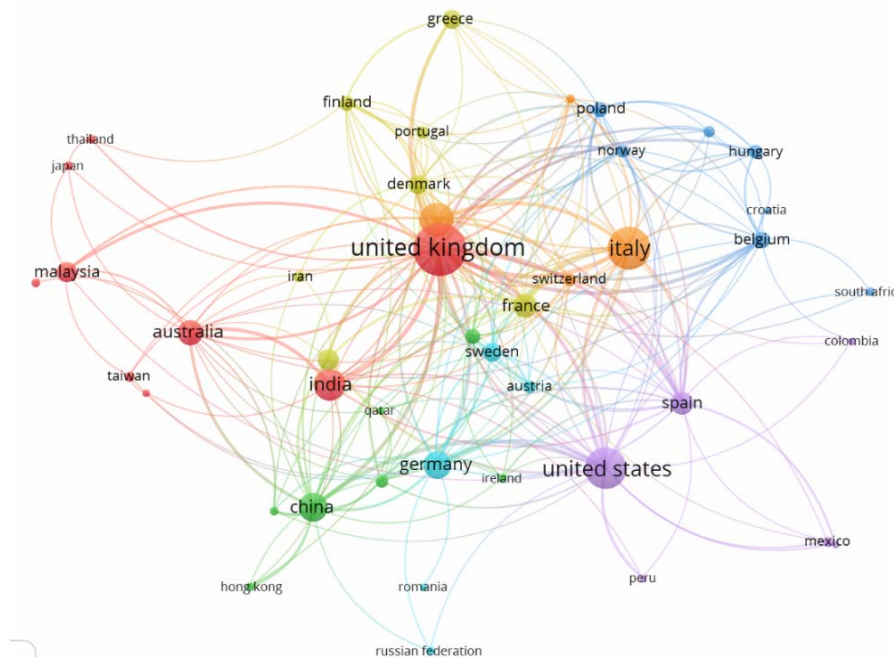 greece
finland
poland
portugal
thailand
norway
hungary
japan
denmark
croatia
united kingdom
italy
belgium
malaysia
iran
switzerland
south afri
france
australia
colombia
sweden
taiwan
india
austria
qatar
spain
germany
united states
ireland
china
mexico
peru
hong kong
romania
russian federation